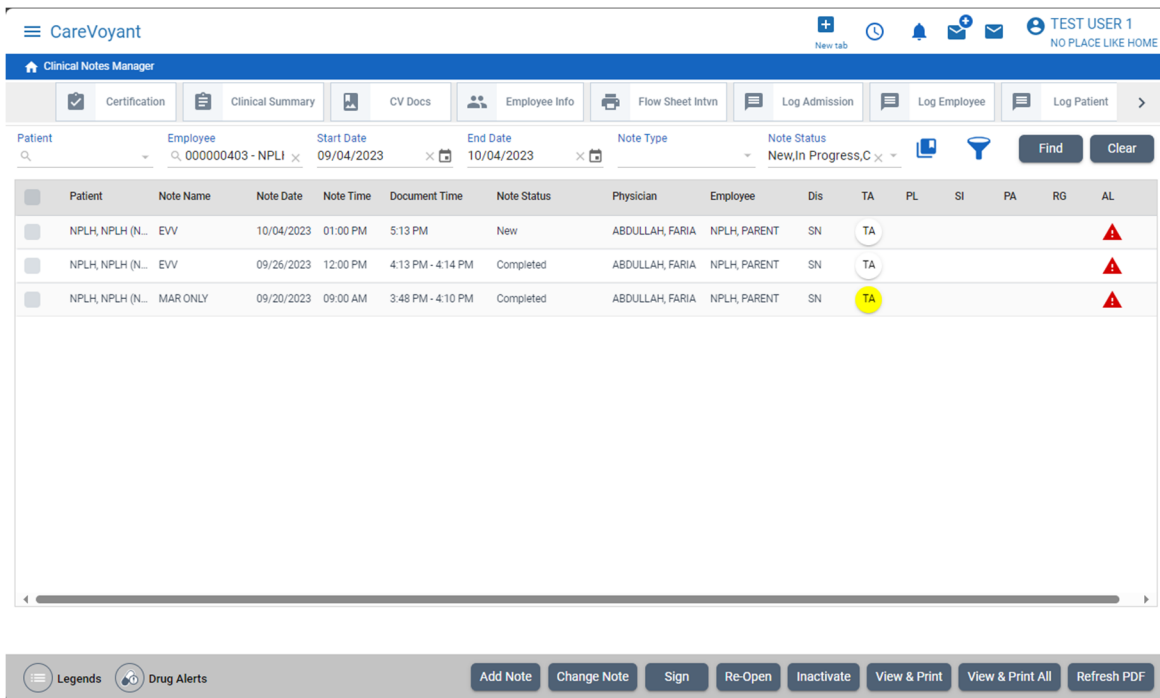 CareVoyant
New tab
TEST USER 1
NO PLACE LIKE HOME
Clinical Notes Manager
Certification Clinical Summary CV Docs Employee Info Flow Sheet Intvn Log Admission Log Employee Log Patient
Patient Employee Start Date End Date Note Type Note Status
000000403 - NPLH 09/04/2023 10/04/2023 New,In Progress,C Find Clear
Patient Note Name Note Date Note Time Document Time Note Status Physician Employee Dis TA PL SI PA RG AL
NPLH, NPLH (N... EVV 10/04/2023 01:00 PM 5:13 PM New ABDULLAH, FARIA NPLH, PARENT SN TA
NPLH, NPLH (N... EVV 09/26/2023 12:00 PM 4:13 PM - 4:14 PM Completed ABDULLAH, FARIA NPLH, PARENT SN TA
NPLH, NPLH (N... MAR ONLY 09/20/2023 09:00 AM 3:48 PM - 4:10 PM Completed ABDULLAH, FARIA NPLH, PARENT SN TA
Legends Drug Alerts Add Note Change Note Sign Re-Open Inactivate View & Print View & Print All Refresh PDF